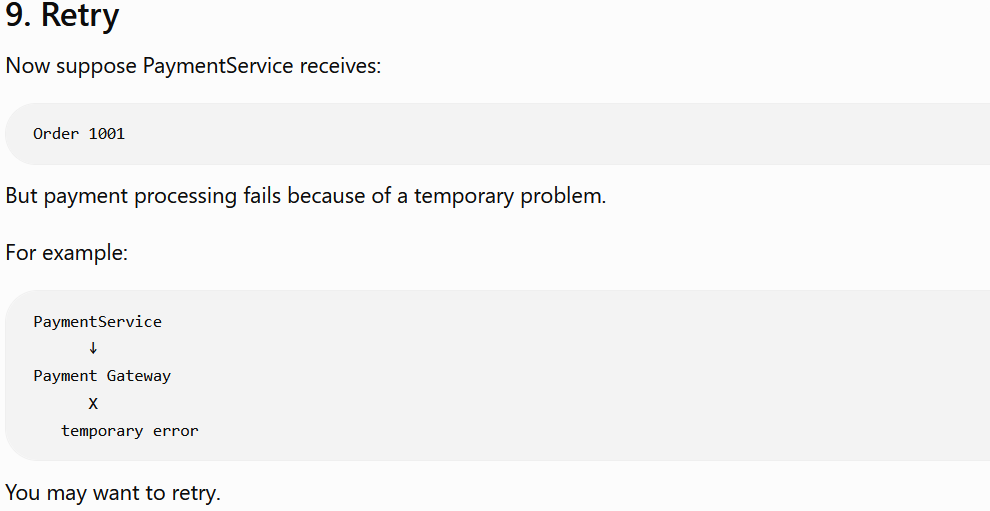 9. Retry
Now suppose PaymentService receives:
Order 1001
But payment processing fails because of a temporary problem.
For example:
PaymentService
↓
Payment Gateway
X
temporary error
You may want to retry.